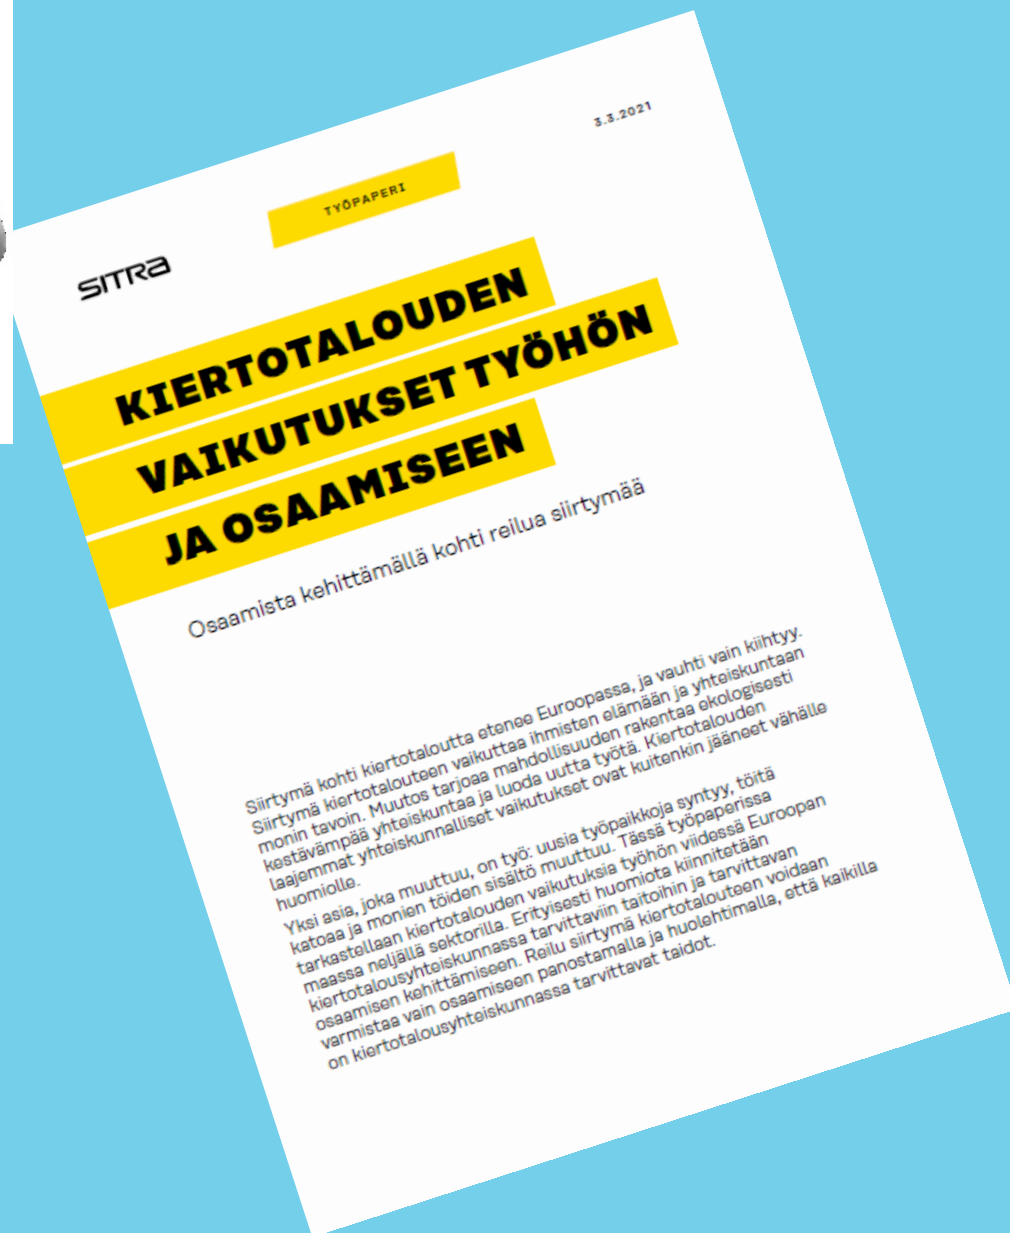 3.3.2021
TYÖPAPERI
SITRA
KIERTOTALOUDEN
VAIKUTUKSET TYÖHÖN
JA OSAAMISEEN
Osaamista kehittämällä kohti reilua siirtymää
Siirtymä kohti kiertotaloutta etenee Euroopassa, ja vauhti vain kiihtyy.
Siirtymä kiertotalouteen vaikuttaa ihmisten elämään ja yhteiskuntaan
monin tavoin. Muutos tarjoaa mahdollisuuden rakentaa ekologisesti
kestävämpää yhteiskuntaa ja luoda uutta työtä. Kiertotalouden
laajemmat yhteiskunnalliset vaikutukset ovat kuitenkin jääneet vähälle
huomiolle.
Yksi asia, joka muuttuu, on työ: uusia työpaikkoja syntyy, töitä
katoaa ja monien töiden sisältö muuttuu. Tässä työpaperissa
tarkastellaan kiertotalouden vaikutuksia työhön viidessä Euroopan
maassa neljällä sektorilla. Erityisesti huomiota kiinnitetään
kiertotalousyhteiskunnassa tarvittaviin taitoihin ja tarvittavan
osaamisen kehittämiseen. Reilu siirtymä kiertotalouteen voidaan
varmistaa vain osaamiseen panostamalla ja huolehtimalla, että kaikilla
on kiertotalousyhteiskunnassa tarvittavat taidot.